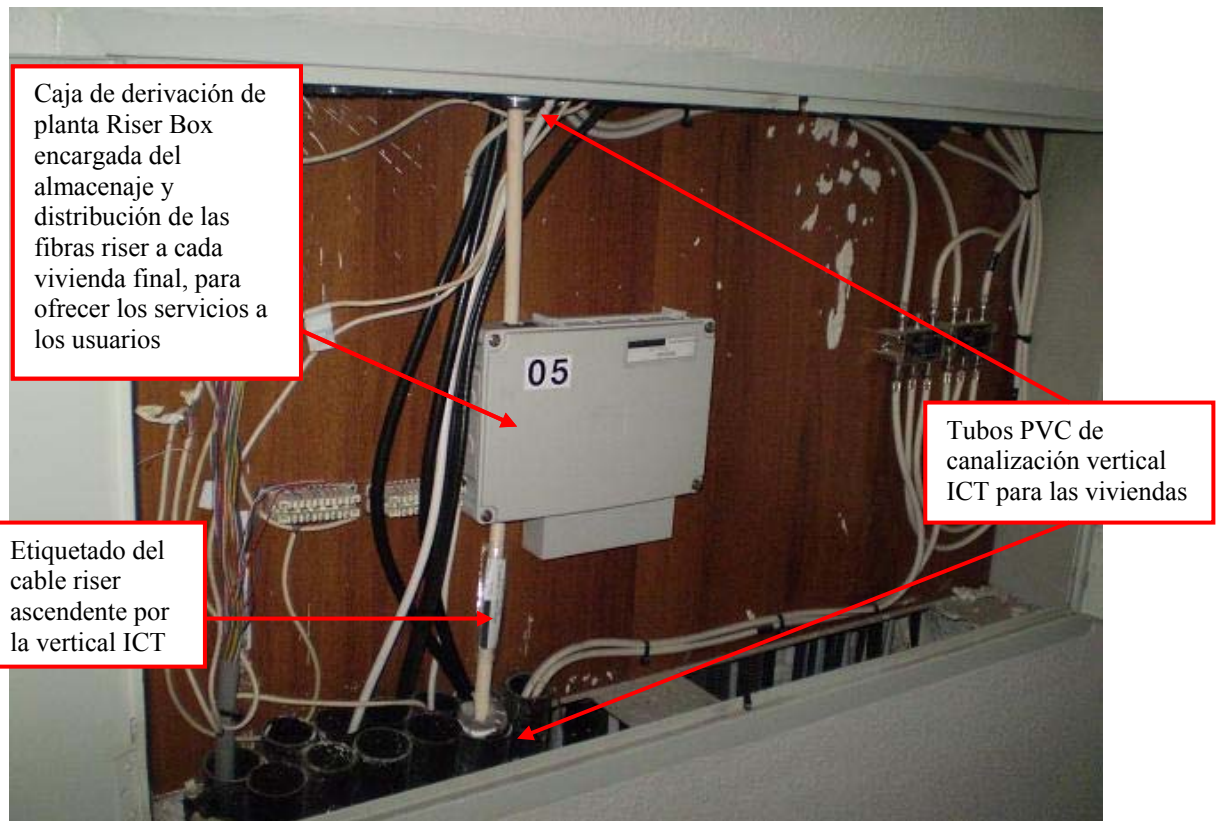 Caja de derivación de
planta Riser Box
encargada del
almacenaje y
distribución de las
fibras riser a cada
vivienda final, para
ofrecer los servicios a
los usuarios
05
Tubos PVC de
canalización vertical
ICT para las viviendas
Etiquetado del
cable riser
ascendente por
la vertical ICT